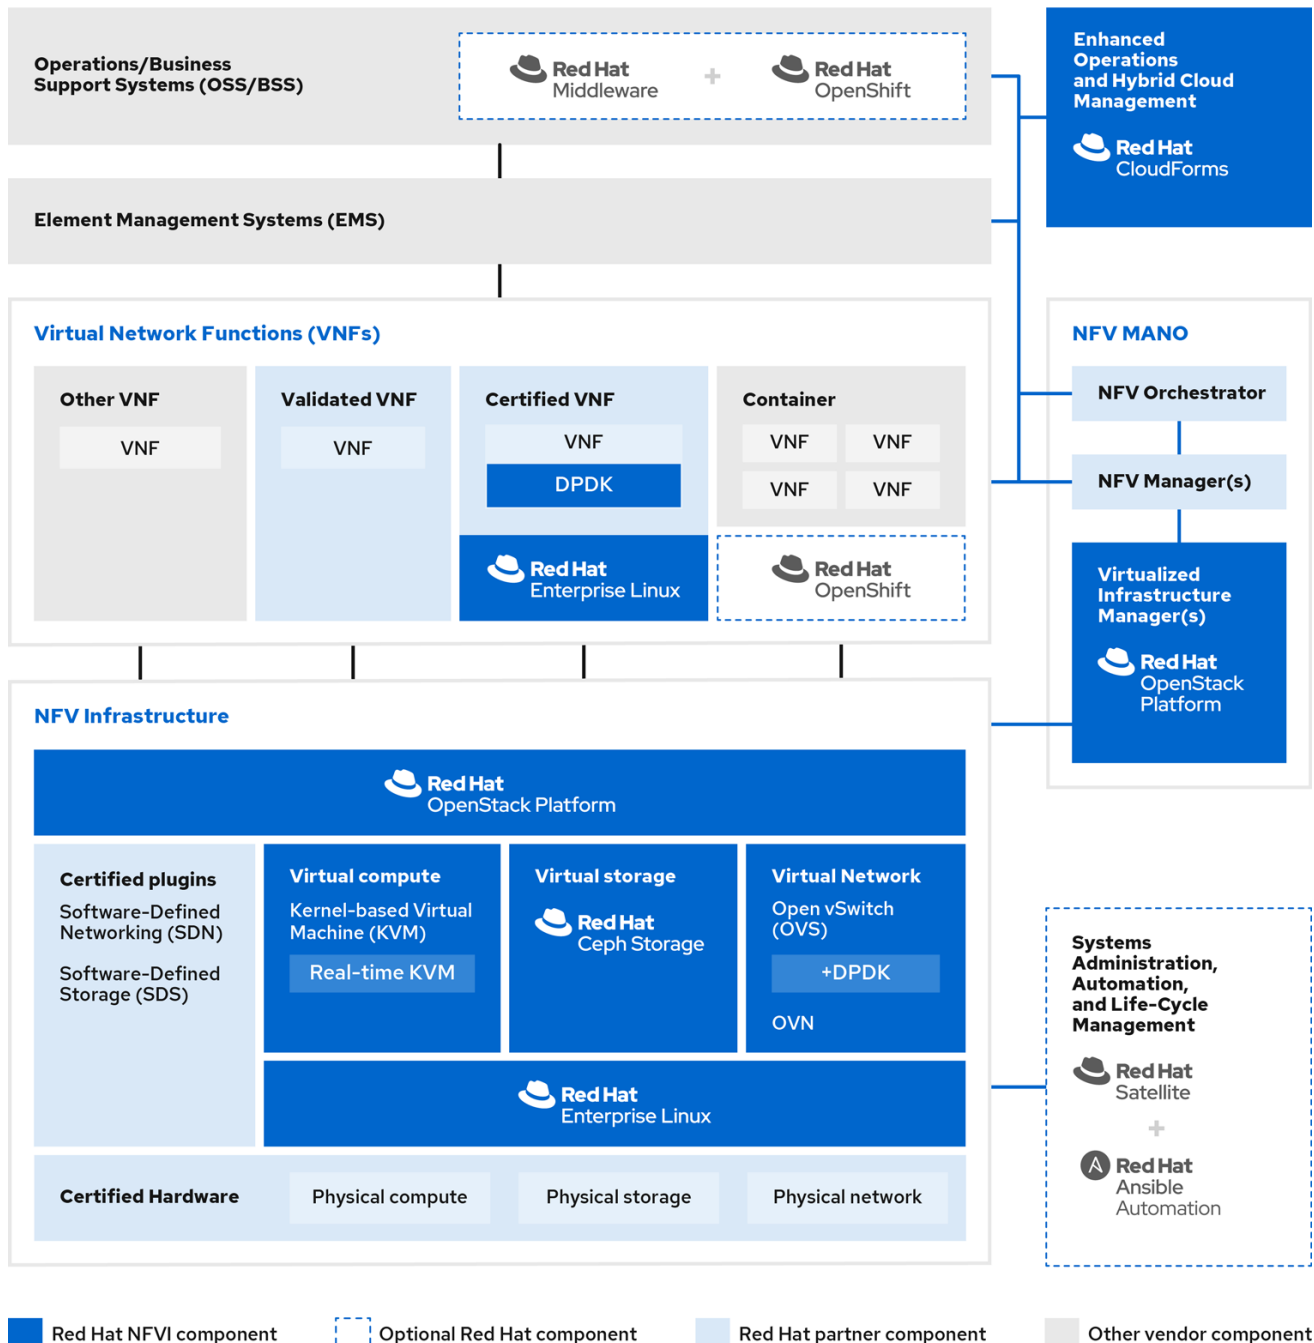 Operations/Business
Support Systems (OSS/BSS)
Red Hat
Middleware
+
Red Hat
OpenShift
Enhanced
Operations
and Hybrid Cloud
Management
Red Hat
CloudForms
Element Management Systems (EMS)
Virtual Network Functions (VNFs)
Other VNF
VNF
Validated VNF
VNF
Certified VNF
VNF
DPDK
Red Hat
Enterprise Linux
Container
VNF
VNF
VNF
VNF
Red Hat
OpenShift
NFV MANO
NFV Orchestrator
NFV Manager(s)
Virtualized
Infrastructure
Manager(s)
Red Hat
OpenStack
Platform
NFV Infrastructure
Red Hat
OpenStack Platform
Certified plugins
Software-Defined
Networking (SDN)
Software-Defined
Storage (SDS)
Virtual compute
Kernel-based Virtual
Machine (KVM)
Real-time KVM
Virtual storage
Red Hat
Ceph Storage
Virtual Network
Open vSwitch
(OVS)
+DPDK
OVN
Red Hat
Enterprise Linux
Certified Hardware
Physical compute
Physical storage
Physical network
Systems
Administration,
Automation,
and Life-Cycle
Management
Red Hat
Satellite
+
Red Hat
Ansible
Automation
Red Hat NFVI component
Optional Red Hat component
Red Hat partner component
Other vendor component